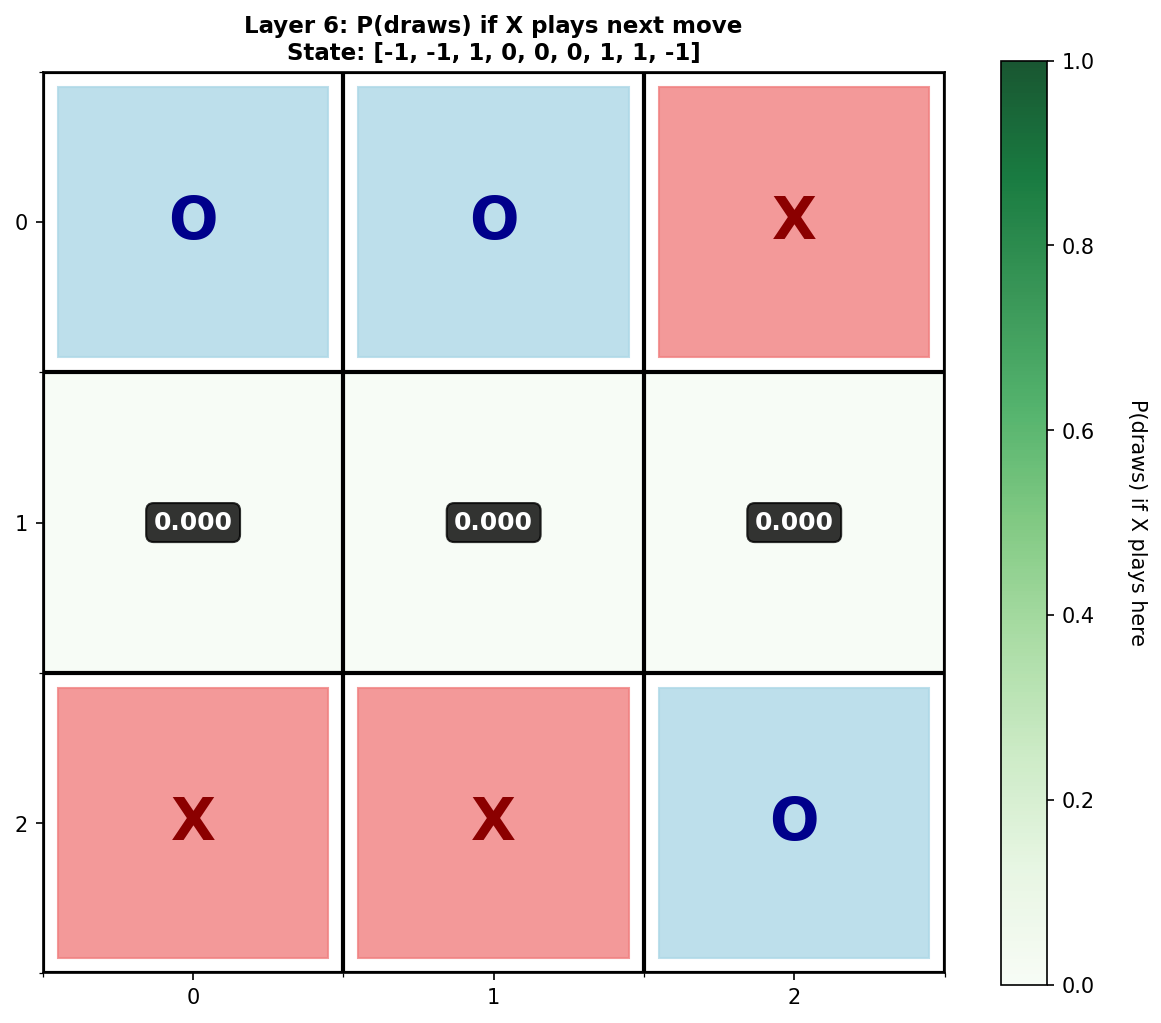 Layer 6: P(draws) if X plays next move
State: [-1, -1, 1, 0, 0, 0, 1, 1, -1]
1.0
0.8
0.6
0.4
0.2
0.0
P(draws) if X plays here
0
O
O
X
1
0.000
0.000
0.000
2
X
X
O
0
1
2